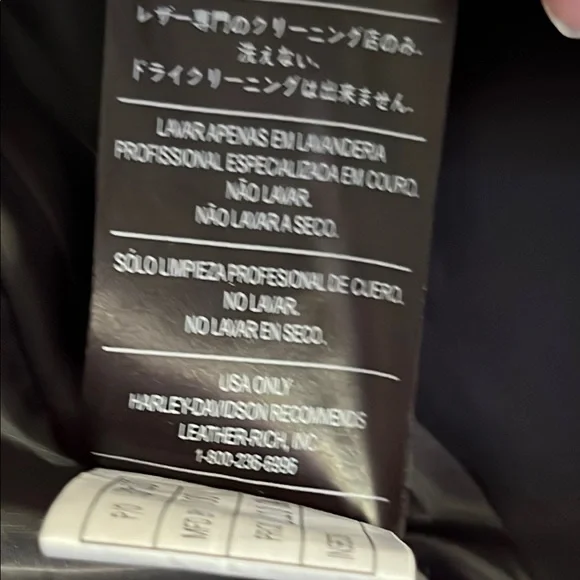 レザー専門のクリーニング店のみ.
洗えない.
ドライクリーニングは出来ません.
LAVAR APENAS EM LAVANDERIA
PROFISSIONAL ESPECIALIZADA EM COURO.
NÃO LAVAR.
NÃO LAVAR A SECO.
SÓLO LIMPIEZA PROFESIONAL DE CUERO.
NO LAVAR.
NO LAVAR EN SECO.
USA ONLY
HARLEY-DAVIDSON RECOMMENDS
LEATHER-RICH, INC
1-800-236-6996